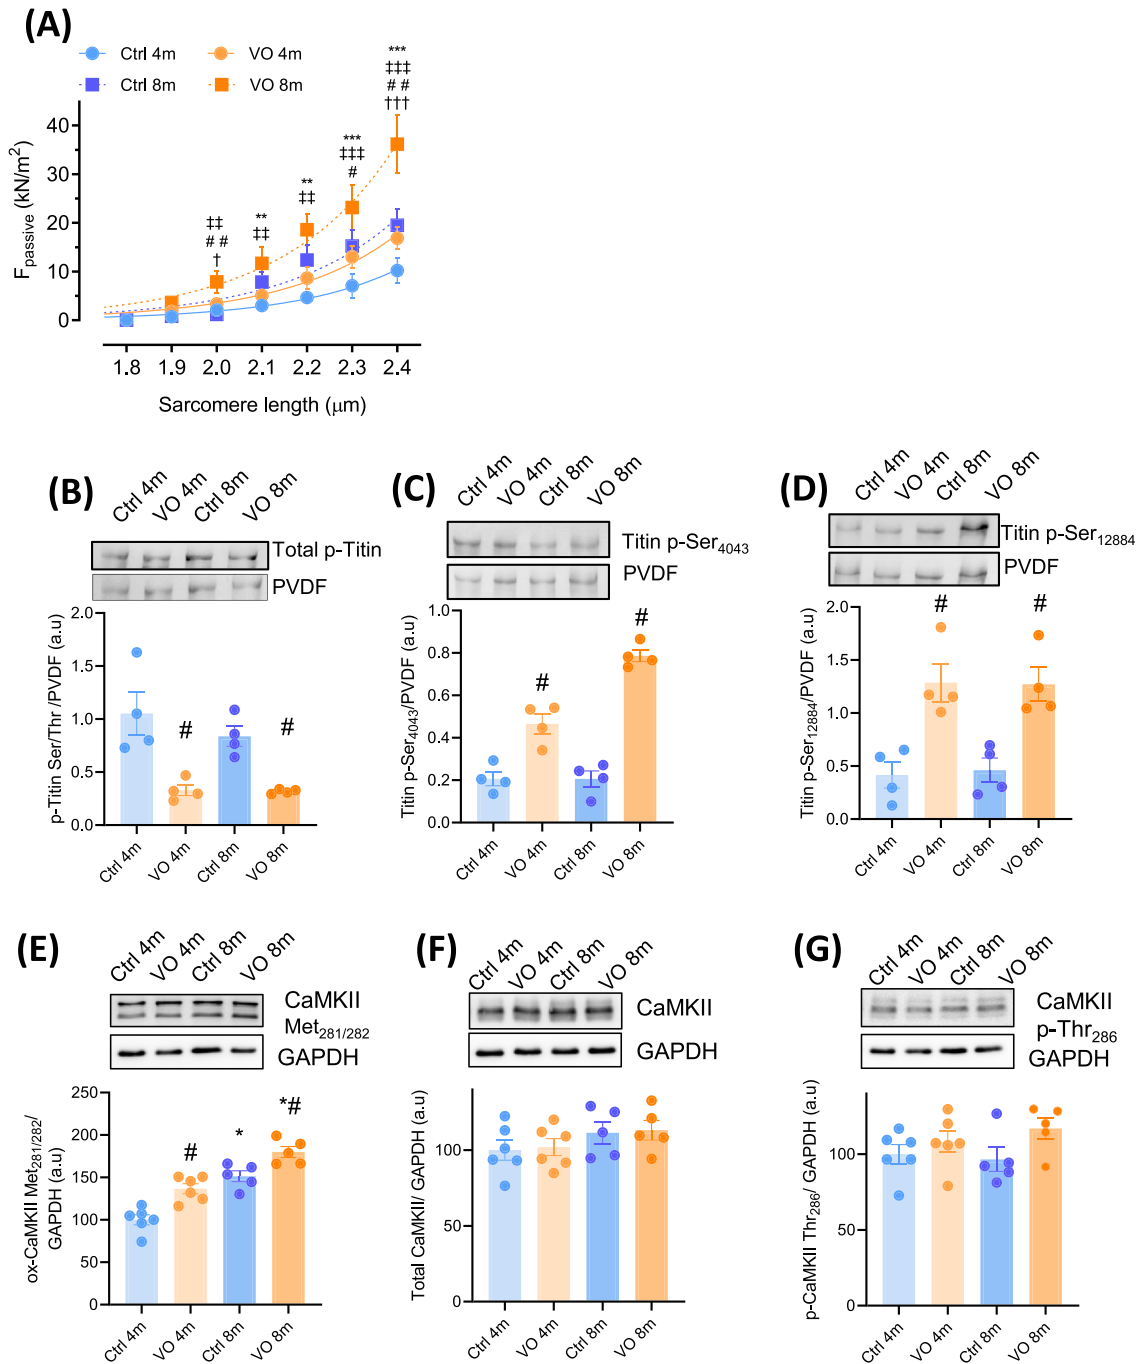 (A)
Ctrl 4m
VO 4m
Ctrl 8m
VO 8m
***
‡‡‡
# #
†††
***
‡‡‡
#
**
‡‡
**
‡‡
‡‡
# #
†
F passive (kN/m²)
40
30
20
10
0
1.8 1.9 2.0 2.1 2.2 2.3 2.4
Sarcomere length (μm)
(B)
Ctrl 4m VO 4m Ctrl 8m VO 8m
Total p-Titin
PVDF
p-Titin Ser/Thr /PVDF (a.u)
2.0
1.5
1.0
0.5
0.0
# #
Ctrl 4m VO 4m Ctrl 8m VO 8m
(C)
Ctrl 4m VO 4m Ctrl 8m VO 8m
Titin p-Ser4043
PVDF
Titin p-Ser4043/PVDF (a.u)
1.0
0.8
0.6
0.4
0.2
0.0
# #
Ctrl 4m VO 4m Ctrl 8m VO 8m
(D)
Ctrl 4m VO 4m Ctrl 8m VO 8m
Titin p-Ser12884
PVDF
Titin p-Ser12884/PVDF (a.u)
2.0
1.5
1.0
0.5
0.0
# #
Ctrl 4m VO 4m Ctrl 8m VO 8m
(E)
Ctrl 4m VO 4m Ctrl 8m VO 8m
CaMKII
Met281/282
GAPDH
ox-CaMKII Met281/282/
GAPDH (a.u)
250
200
150
100
50
0
# * *#
Ctrl 4m VO 4m Ctrl 8m VO 8m
(F)
Ctrl 4m VO 4m Ctrl 8m VO 8m
CaMKII
GAPDH
Total CaMKII/ GAPDH (a.u)
100
50
0
Ctrl 4m VO 4m Ctrl 8m VO 8m
(G)
Ctrl 4m VO 4m Ctrl 8m VO 8m
CaMKII
p-Thr286
GAPDH
p-CaMKII Thr286/ GAPDH (a.u)
100
50
0
Ctrl 4m VO 4m Ctrl 8m VO 8m